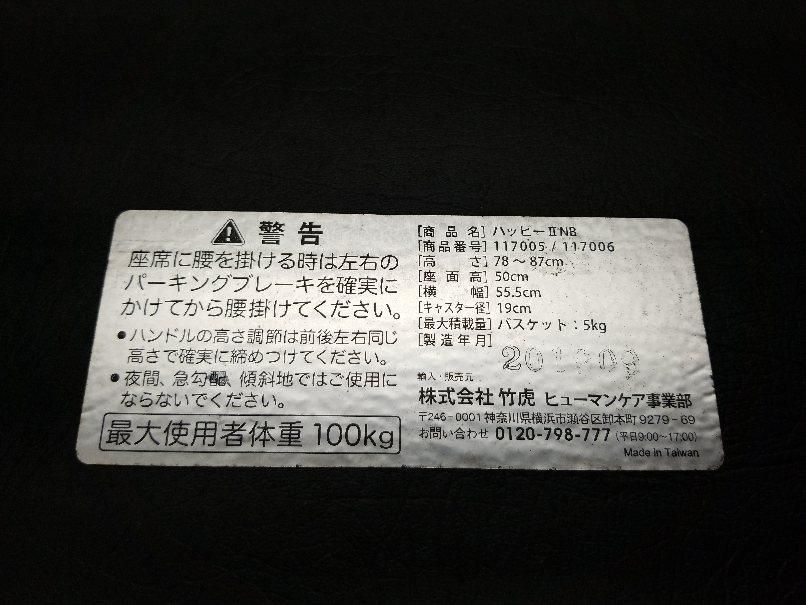 警告
座席に腰を掛ける時は左右の
パーキングブレーキを確実に
かけてから腰掛けてください。
●ハンドルの高さ調節は前後左右同じ
高さで確実に締めつけてください。
●夜間、急勾配、傾斜地ではご使用に
ならないでください。
最大使用者体重 100kg
[商品名] ハッピーⅡNB
[商品番号] 117005 / 117006
[高さ] 78〜87cm
[座面高] 50cm
[横幅] 55.5cm
[キャスター径] 19cm
[最大積載量] バスケット:5kg
[製造年月]
輸入・販売元
株式会社 竹虎 ヒューマンケア事業部
〒246-0001 神奈川県横浜市瀬谷区卸本町9279-69
お問い合わせ 0120-798-777 (平日9:00〜17:00)
Made in Taiwan